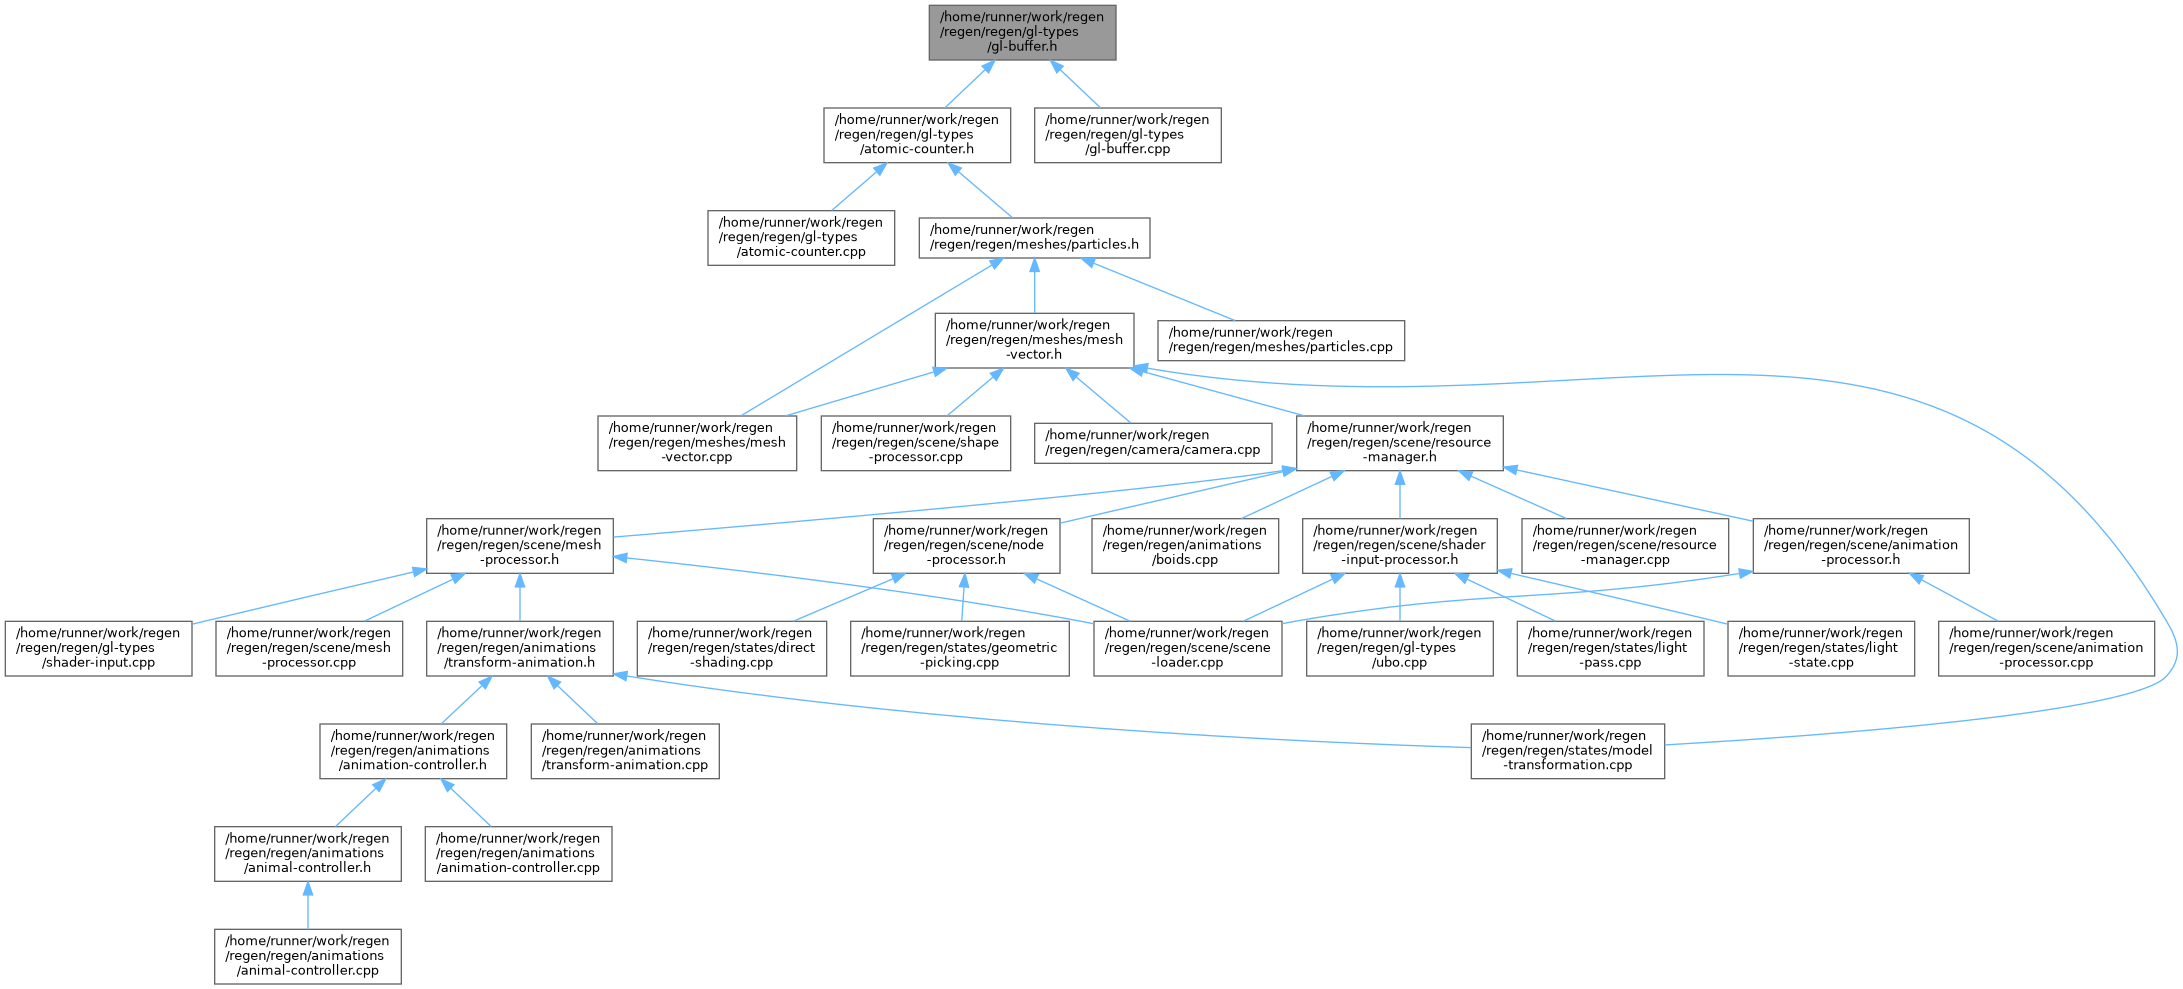 /home/runner/work/regen
/regen/regen/gl-types
/gl-buffer.h
/home/runner/work/regen
/regen/regen/gl-types
/atomic-counter.h
/home/runner/work/regen
/regen/regen/gl-types
/gl-buffer.cpp
/home/runner/work/regen
/regen/regen/gl-types
/atomic-counter.cpp
/home/runner/work/regen
/regen/regen/meshes/particles.h
/home/runner/work/regen
/regen/regen/meshes/mesh
-vector.h
/home/runner/work/regen
/regen/regen/meshes/particles.cpp
/home/runner/work/regen
/regen/regen/meshes/mesh
-vector.cpp
/home/runner/work/regen
/regen/regen/scene/shape
-processor.cpp
/home/runner/work/regen
/regen/regen/camera/camera.cpp
/home/runner/work/regen
/regen/regen/scene/resource
-manager.h
/home/runner/work/regen
/regen/regen/scene/mesh
-processor.h
/home/runner/work/regen
/regen/regen/scene/node
-processor.h
/home/runner/work/regen
/regen/regen/animations
/boids.cpp
/home/runner/work/regen
/regen/regen/scene/shader
-input-processor.h
/home/runner/work/regen
/regen/regen/scene/resource
-manager.cpp
/home/runner/work/regen
/regen/regen/scene/animation
-processor.h
/home/runner/work/regen
/regen/regen/gl-types
/shader-input.cpp
/home/runner/work/regen
/regen/regen/scene/mesh
-processor.cpp
/home/runner/work/regen
/regen/regen/animations
/transform-animation.h
/home/runner/work/regen
/regen/regen/states/direct
-shading.cpp
/home/runner/work/regen
/regen/regen/states/geometric
-picking.cpp
/home/runner/work/regen
/regen/regen/scene/scene
-loader.cpp
/home/runner/work/regen
/regen/regen/gl-types
/ubo.cpp
/home/runner/work/regen
/regen/regen/states/light
-pass.cpp
/home/runner/work/regen
/regen/regen/states/light
-state.cpp
/home/runner/work/regen
/regen/regen/scene/animation
-processor.cpp
/home/runner/work/regen
/regen/regen/animations
/animation-controller.h
/home/runner/work/regen
/regen/regen/animations
/transform-animation.cpp
/home/runner/work/regen
/regen/regen/states/model
-transformation.cpp
/home/runner/work/regen
/regen/regen/animations
/animal-controller.h
/home/runner/work/regen
/regen/regen/animations
/animation-controller.cpp
/home/runner/work/regen
/regen/regen/animations
/animal-controller.cpp